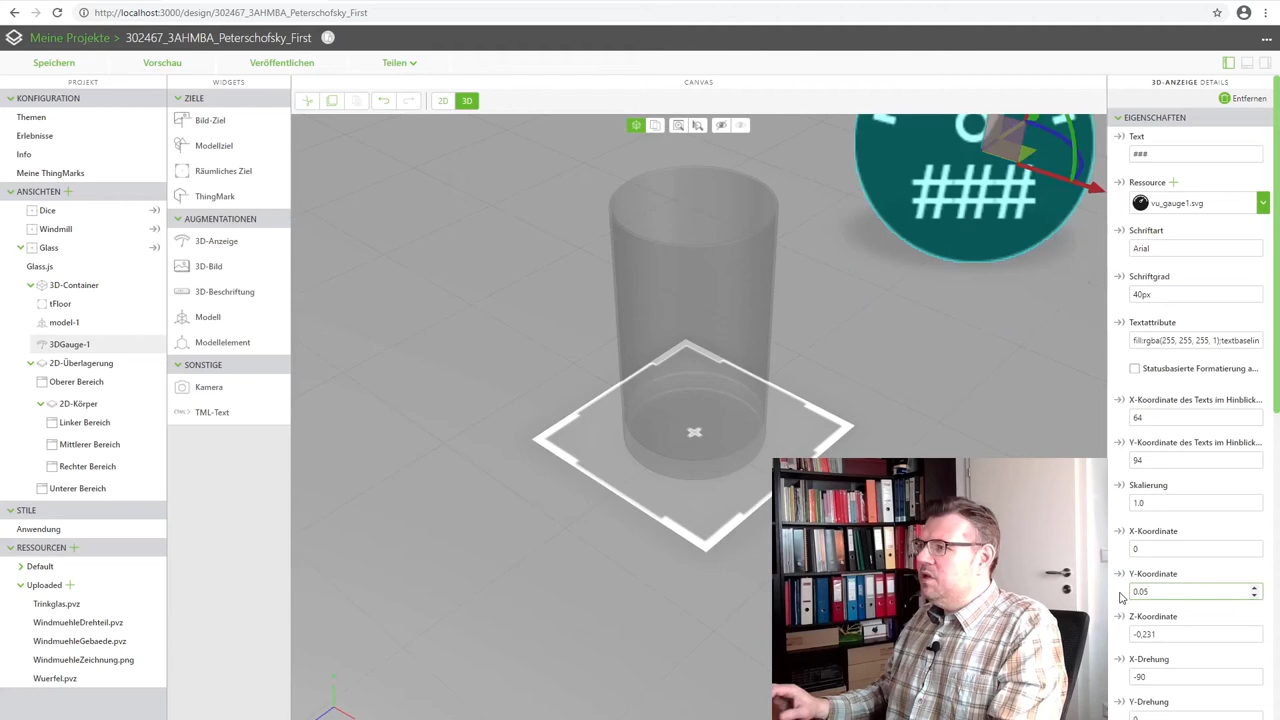 http://localhost:3000/design/302467_3AHMBA_Peterschofsky_First
Meine Projekte > 302467_3AHMBA_Peterschofsky_First
Speichern
Vorschau
Veröffentlichen
Teilen
PROJEKT
KONFIGURATION
Themen
Erlebnisse
Info
Meine ThingMarks
ANSICHTEN
Dice
Windmill
Glass
Glass.js
3D-Container
tFloor
model-1
3DGauge-1
2D-Überlagerung
Oberer Bereich
2D-Körper
Linker Bereich
Mittlerer Bereich
Rechter Bereich
Unterer Bereich
STILE
Anwendung
RESSOURCEN
Default
Uploaded
Trinkglas.pvz
WindmuehleDrehteil.pvz
WindmuehleGebaede.pvz
WindmuehleZeichnung.png
Wuerfel.pvz
WIDGETS
ZIELE
Bild-Ziel
Modellziel
Räumliches Ziel
ThingMark
AUGMENTATIONEN
3D-Anzeige
3D-Bild
3D-Beschriftung
Modell
Modellelement
SONSTIGE
Kamera
TML-Text
CANVAS
2D
3D
###
3D-ANZEIGE DETAILS
Entfernen
EIGENSCHAFTEN
Text
###
Ressource
vu_gauge1.svg
Schriftart
Arial
Schriftgrad
40px
Textattribute
fill:rgba(255, 255, 255, 1);textbaselin
Statusbasierte Formatierung a...
X-Koordinate des Texts im Hinblick...
64
Y-Koordinate des Texts im Hinblick...
94
Skalierung
1.0
X-Koordinate
0
Y-Koordinate
0.05
Z-Koordinate
-0,231
X-Drehung
-90
Y-Drehung